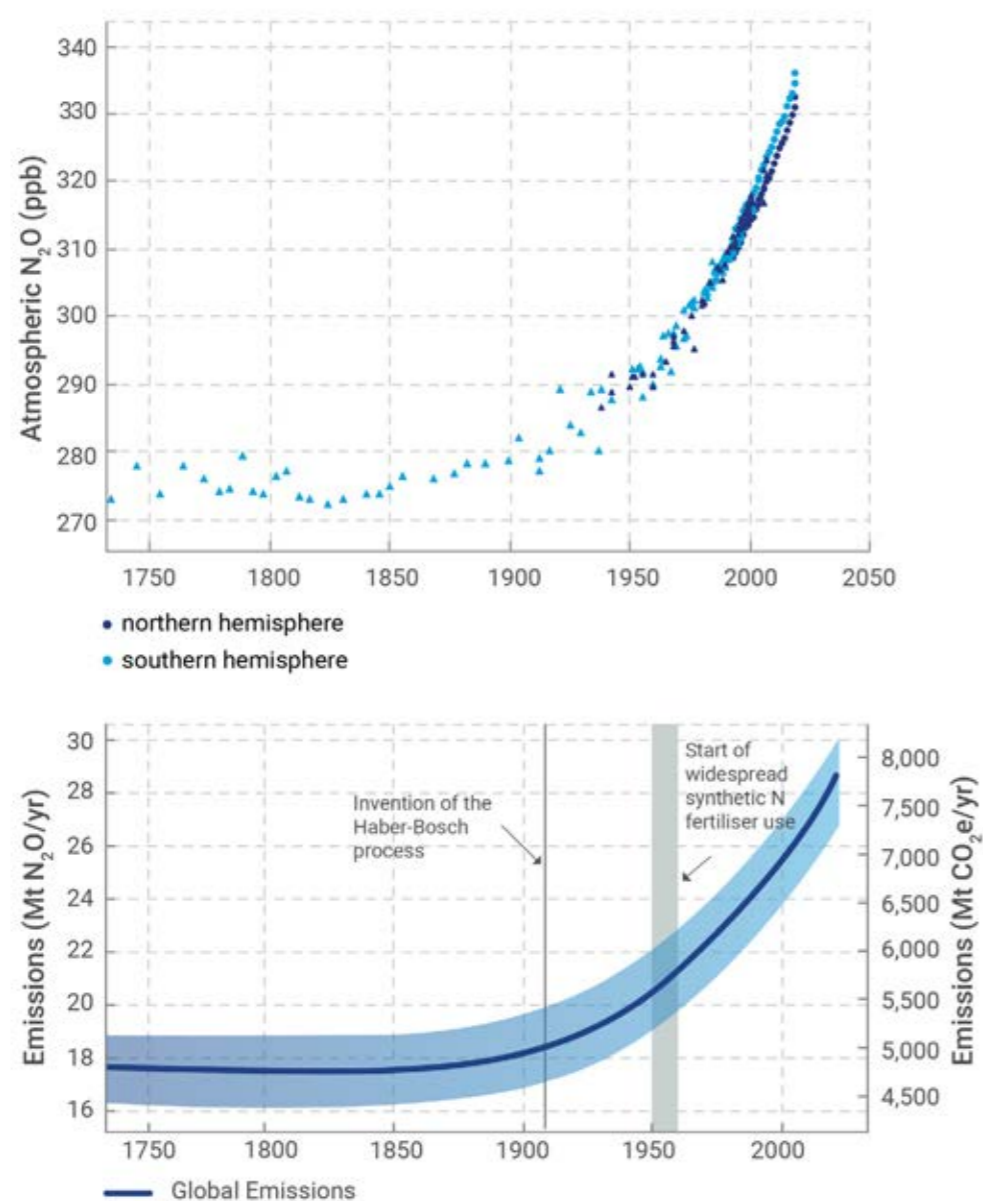 Atmospheric N₂O (ppb)
340
330
320
310
300
290
280
270
1750 1800 1850 1900 1950 2000 2050
northern hemisphere
southern hemisphere
Emissions (Mt N₂O/yr)
30
28
26
24
22
20
18
16
Invention of the
Haber-Bosch
process
Start of
widespread
synthetic N
fertiliser use
8,000
7,500
7,000
6,500
6,000
5,500
5,000
4,500
Emissions (Mt CO₂e/yr)
1750 1800 1850 1900 1950 2000
Global Emissions